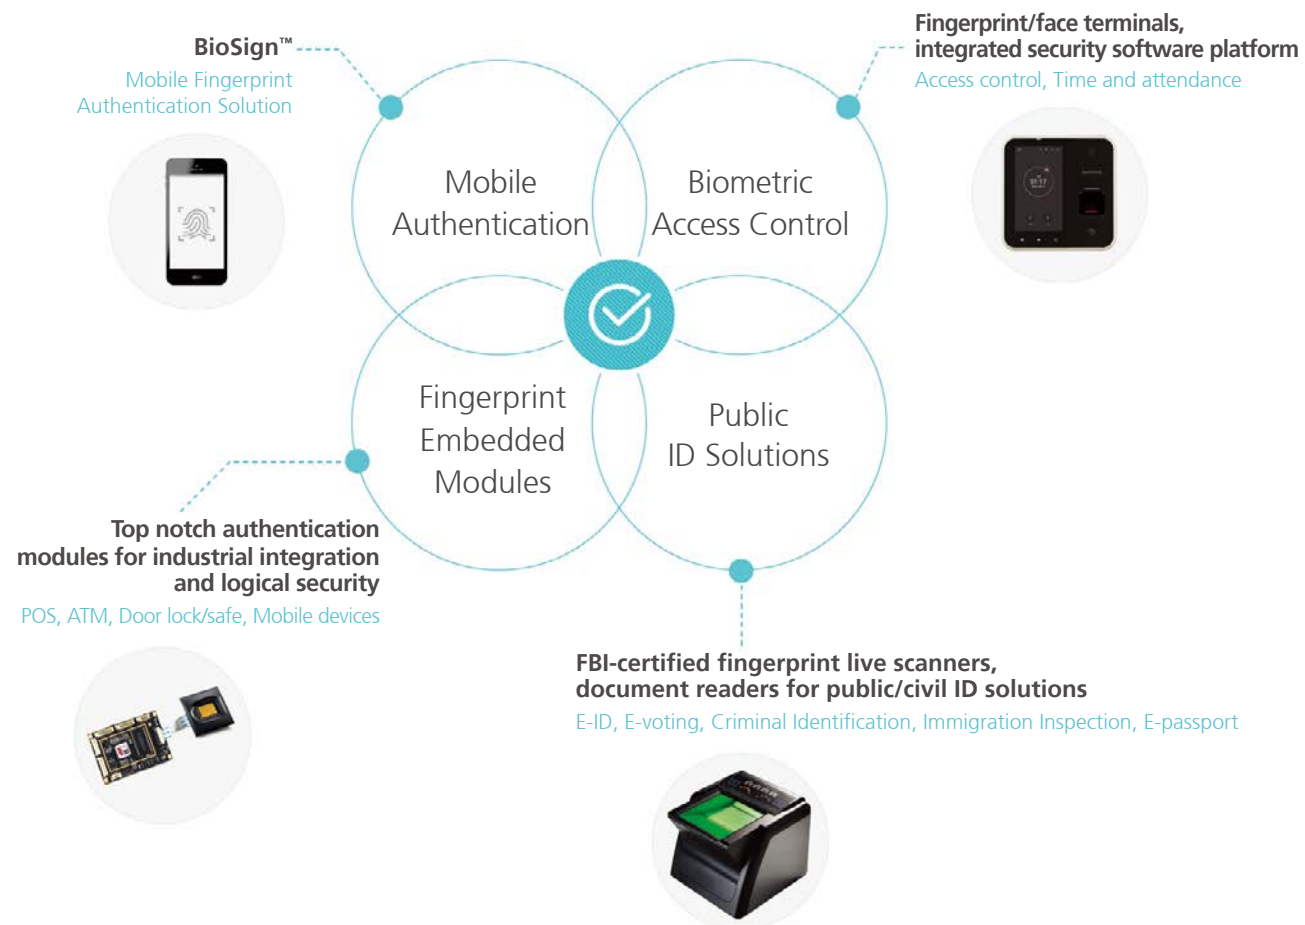 BioSign™
Mobile Fingerprint
Authentication Solution
Fingerprint/face terminals,
integrated security software platform
Access control, Time and attendance
Mobile
Authentication
Biometric
Access Control
01:17
Fingerprint
Embedded
Modules
Public
ID Solutions
Top notch authentication
modules for industrial integration
and logical security
POS, ATM, Door lock/safe, Mobile devices
FBI-certified fingerprint live scanners,
document readers for public/civil ID solutions
E-ID, E-voting, Criminal Identification, Immigration Inspection, E-passport